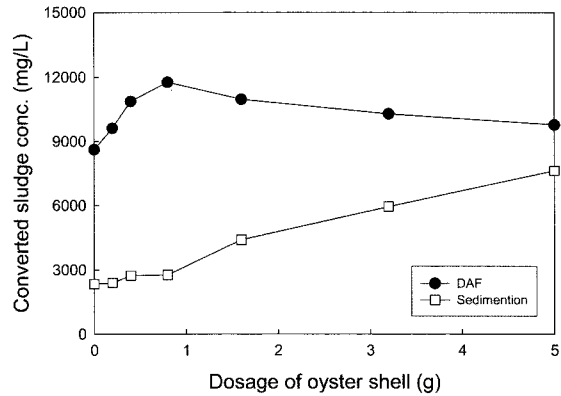 Converted sludge conc. (mg/L)
15000
12000
9000
6000
3000
0
DAF
Sedimention
0 1 2 3 4 5
Dosage of oyster shell (g)